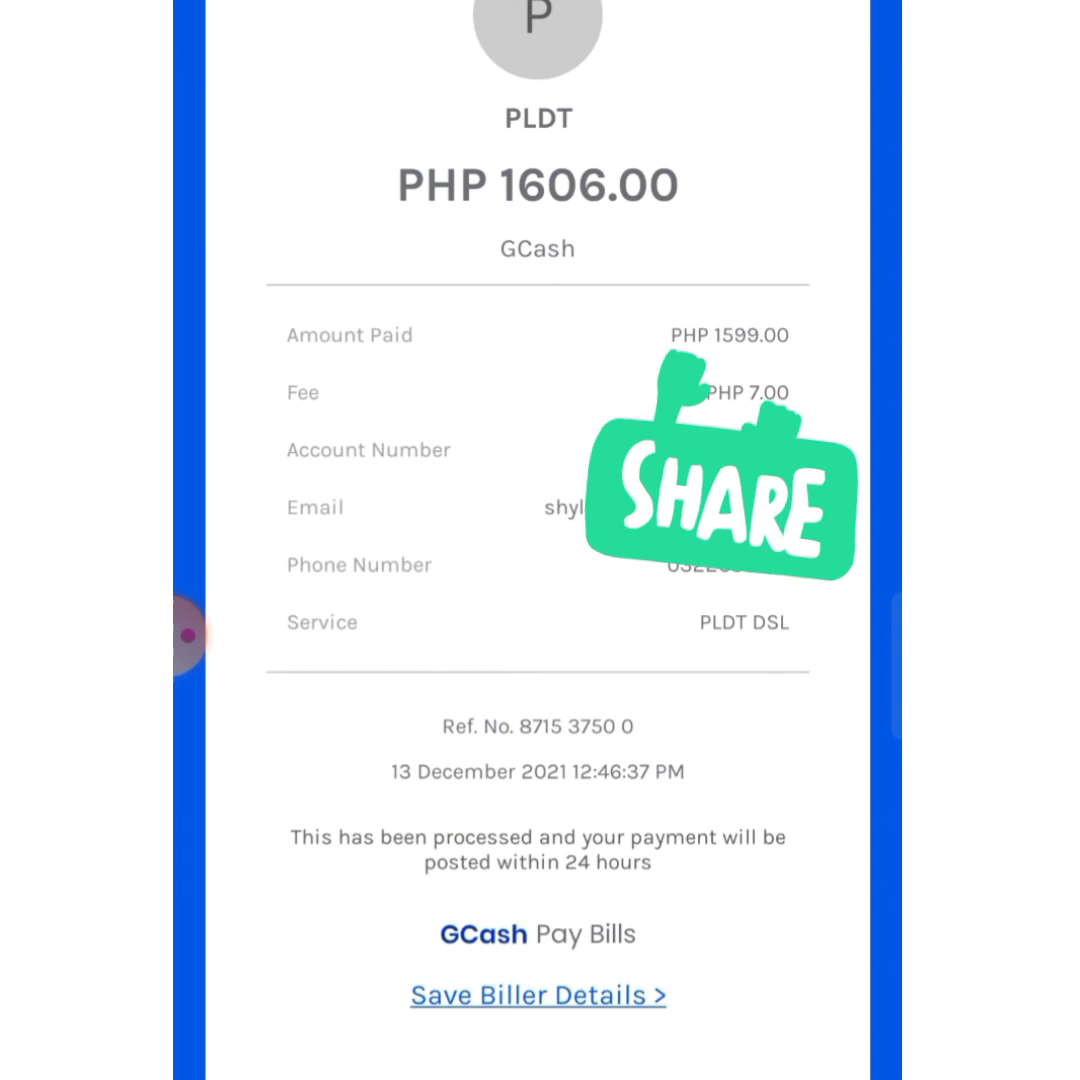 P
PLDT
PHP 1606.00
GCash
Amount Paid PHP 1599.00
Fee PHP 7.00
Account Number
Email shyl
Phone Number
Service PLDT DSL
SHARE
Ref. No. 8715 3750 0
13 December 2021 12:46:37 PM
This has been processed and your payment will be
posted within 24 hours
GCash Pay Bills
Save Biller Details >